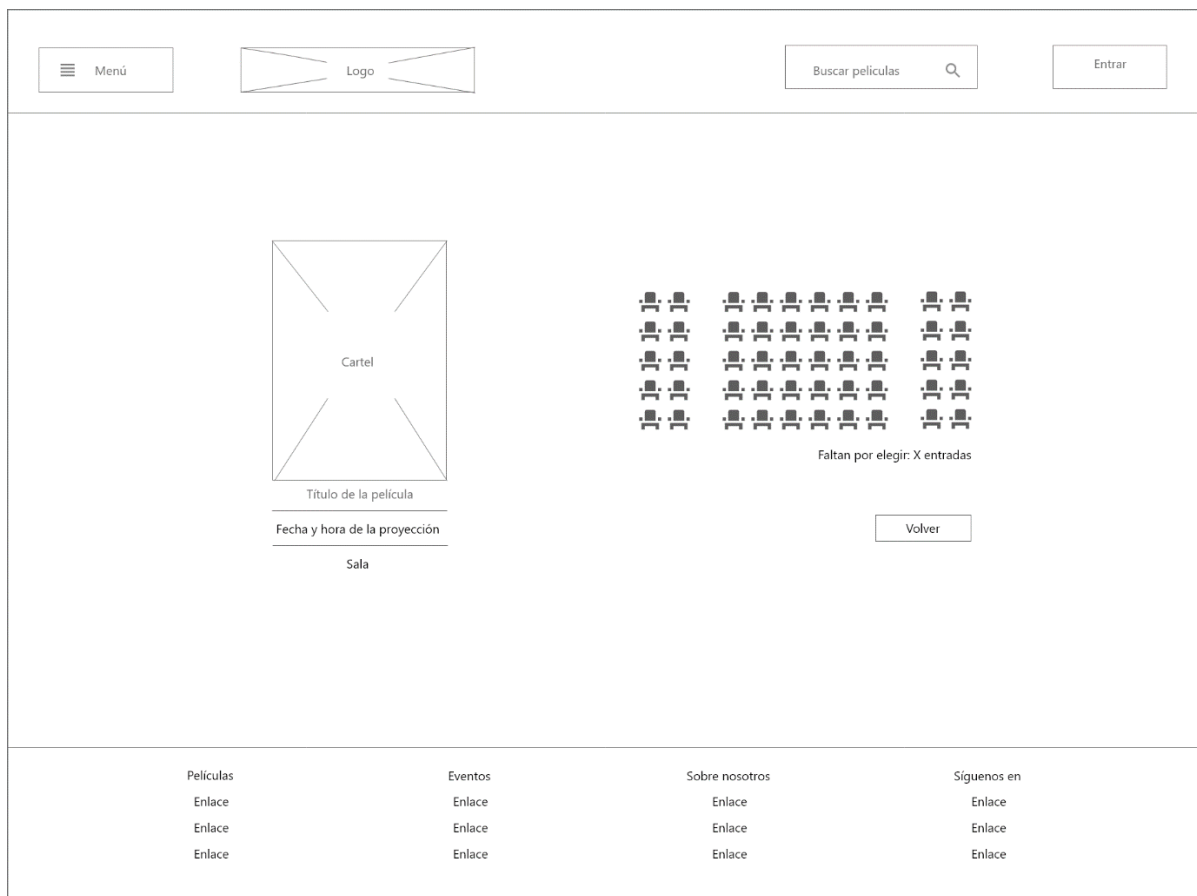 Menú
Logo
Buscar peliculas
Entrar
Cartel
Título de la película
Fecha y hora de la proyección
Sala
Faltan por elegir: X entradas
Volver
Películas
Enlace
Enlace
Enlace
Eventos
Enlace
Enlace
Enlace
Sobre nosotros
Enlace
Enlace
Enlace
Síguenos en
Enlace
Enlace
Enlace